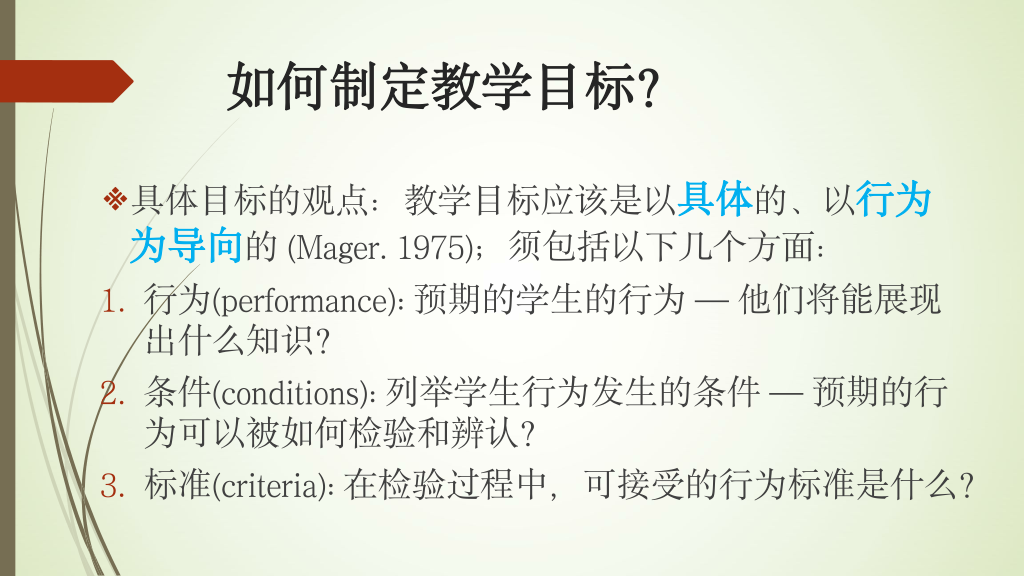 如何制定教学目标？
❖具体目标的观点：教学目标应该是以具体的、以行为
为导向的 (Mager. 1975)；须包括以下几个方面：
1. 行为(performance): 预期的学生的行为 — 他们将能展现
出什么知识？
2. 条件(conditions): 列举学生行为发生的条件 — 预期的行
为可以被如何检验和辨认？
3. 标准(criteria): 在检验过程中，可接受的行为标准是什么？